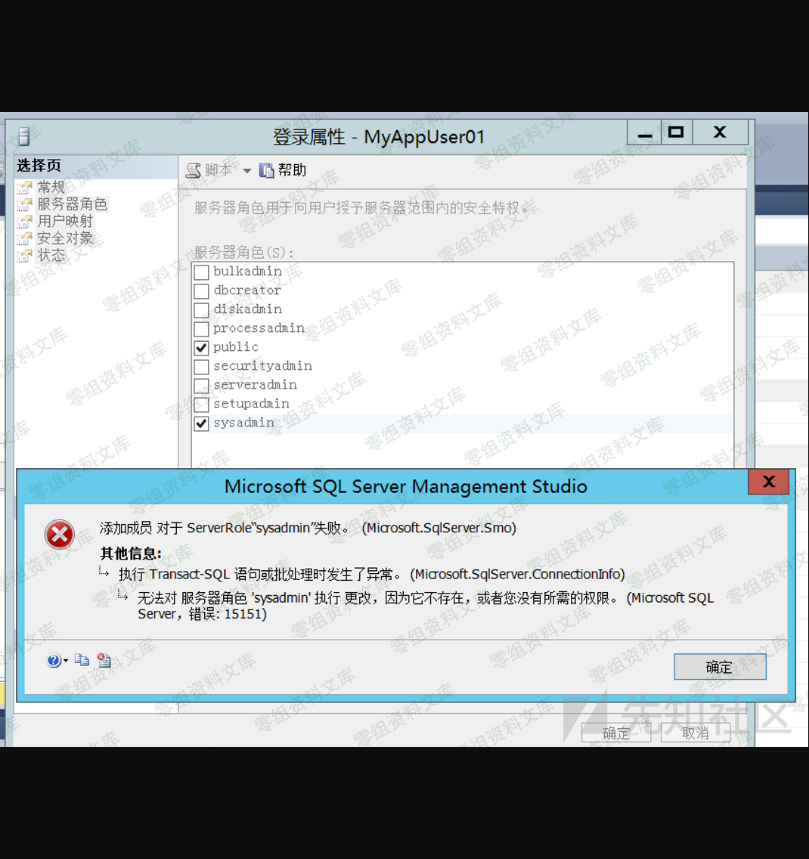 登录属性 - MyAppUser01
选择页
脚本
帮助
常规
服务器角色
用户映射
安全对象
状态
服务器角色用于向用户授予服务器范围内的安全特权。
服务器角色(S):
bulkadmin
dbcreator
diskadmin
processadmin
public
securityadmin
serveradmin
setupadmin
sysadmin
Microsoft SQL Server Management Studio
添加成员 对于 ServerRole"sysadmin"失败。 (Microsoft.SqlServer.Smo)
其他信息:
执行 Transact-SQL 语句或批处理时发生了异常。 (Microsoft.SqlServer.ConnectionInfo)
无法对 服务器角色 'sysadmin' 执行 更改，因为它不存在，或者您没有所需的权限。 (Microsoft SQL
Server，错误: 15151)
确定
确定
取消
先知社区
零组资料文库